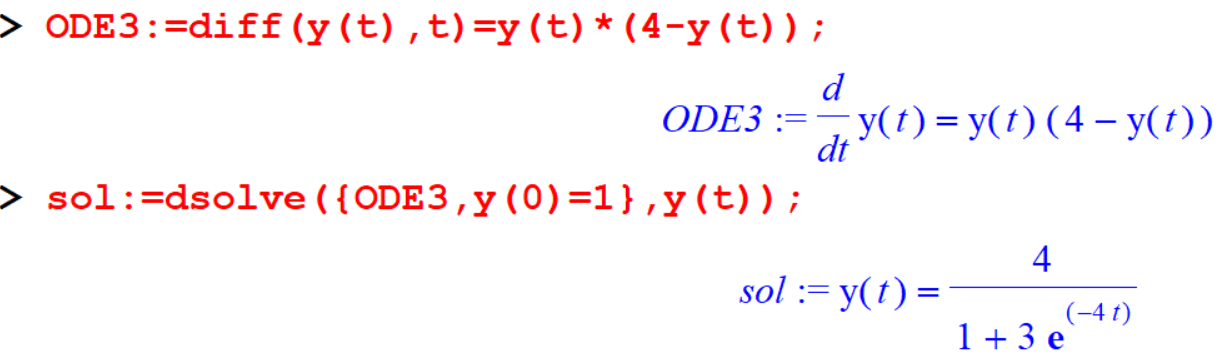 > ODE3:=diff(y(t),t)=y(t)*(4-y(t));
ODE3 := d/dt y(t) = y(t) (4 − y(t))
> sol:=dsolve({ODE3,y(0)=1},y(t));
sol := y(t) = 4 / (1 + 3 e^(−4 t))